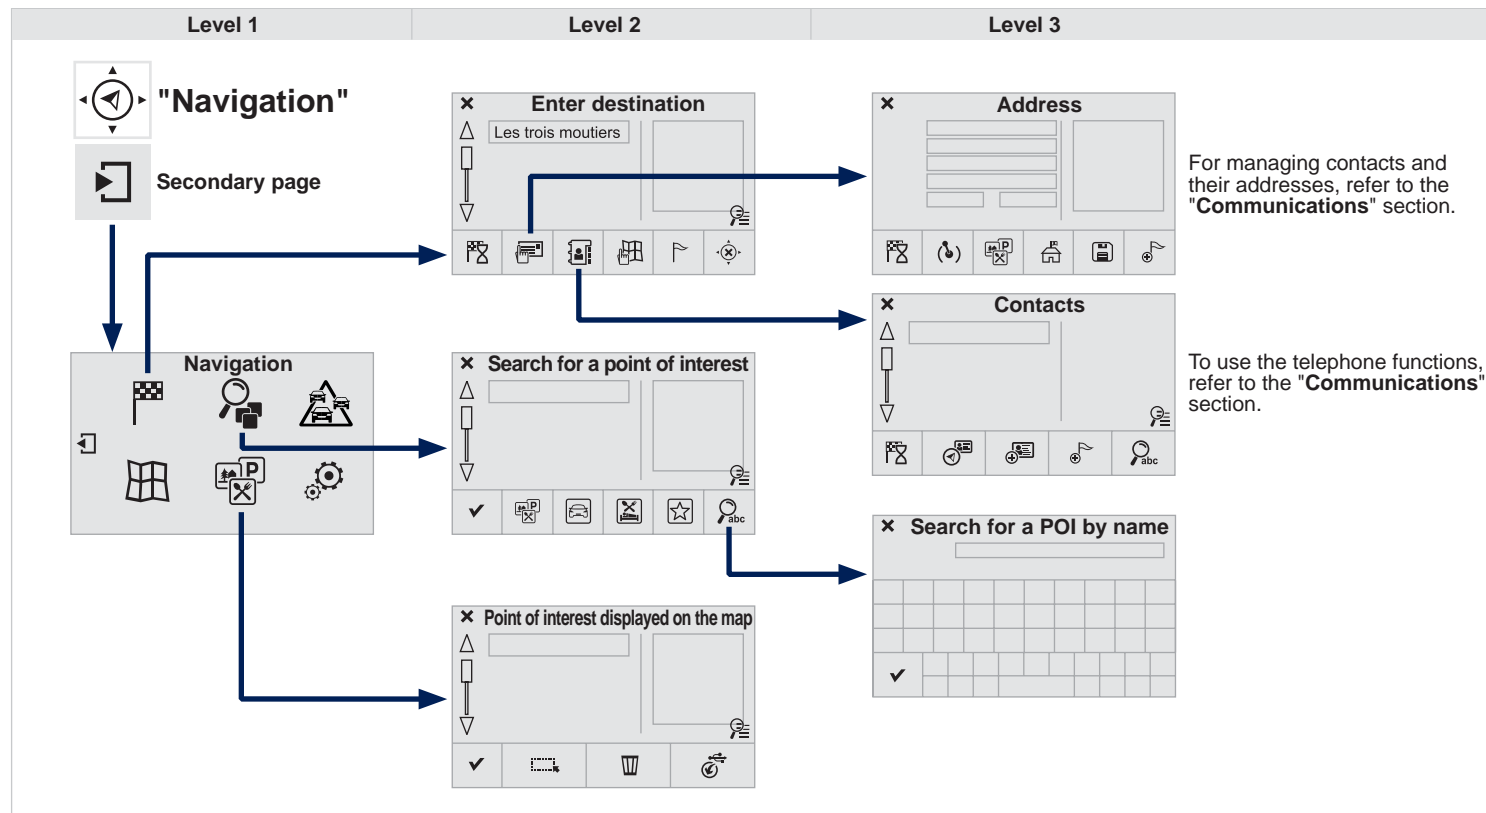 Level 1
Level 2
Level 3
"Navigation"
Secondary page
Enter destination
Les trois moutiers
Address
For managing contacts and
their addresses, refer to the
"Communications" section.
P
Contacts
abc
To use the telephone functions,
refer to the "Communications"
section.
Navigation
P
Search for a point of interest
P
abc
Search for a POI by name
Point of interest displayed on the map